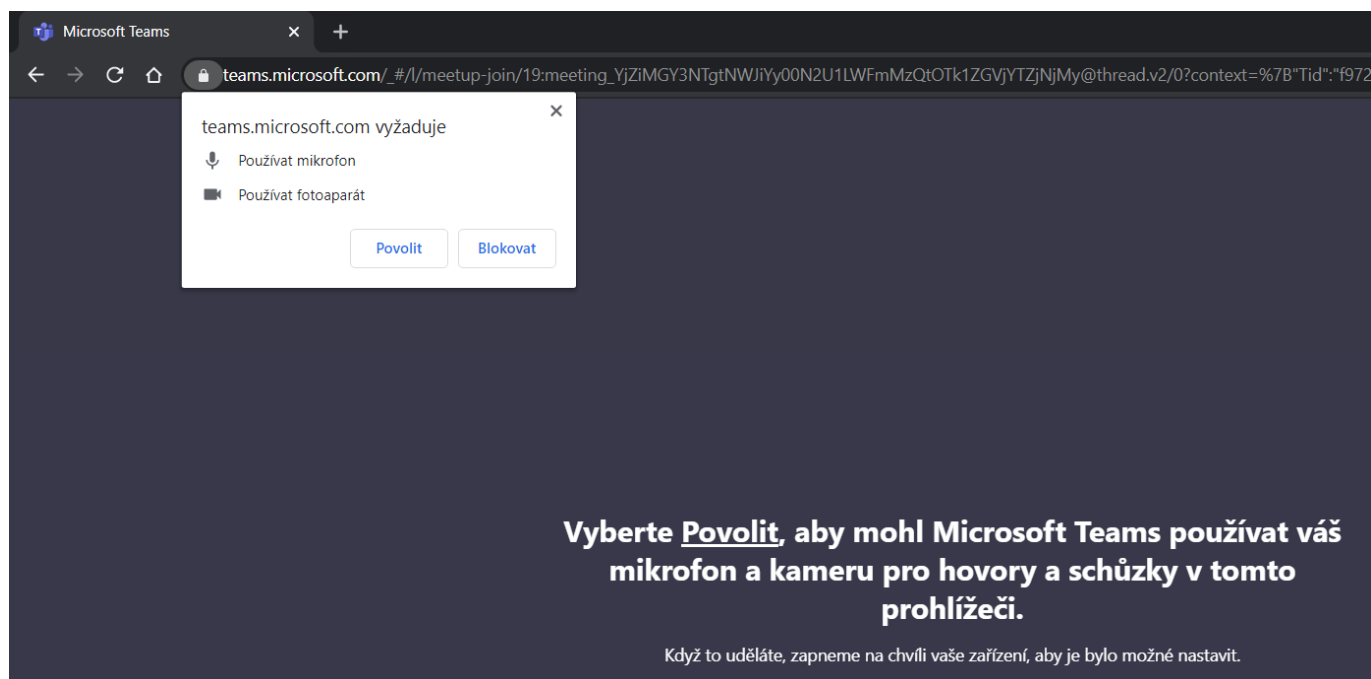 Microsoft Teams
teams.microsoft.com/_#/l/meetup-join/19:meeting_YjZiMGY3NTgtNWJiYy00N2U1LWFmMzQtOTk1ZGVjYTZjNjMy@thread.v2/0?context=%7B"Tid":"f972
teams.microsoft.com vyžaduje
Používat mikrofon
Používat fotoaparát
Povolit Blokovat
Vyberte Povolit, aby mohl Microsoft Teams používat váš
mikrofon a kameru pro hovory a schůzky v tomto
prohlížeči.
Když to uděláte, zapneme na chvíli vaše zařízení, aby je bylo možné nastavit.